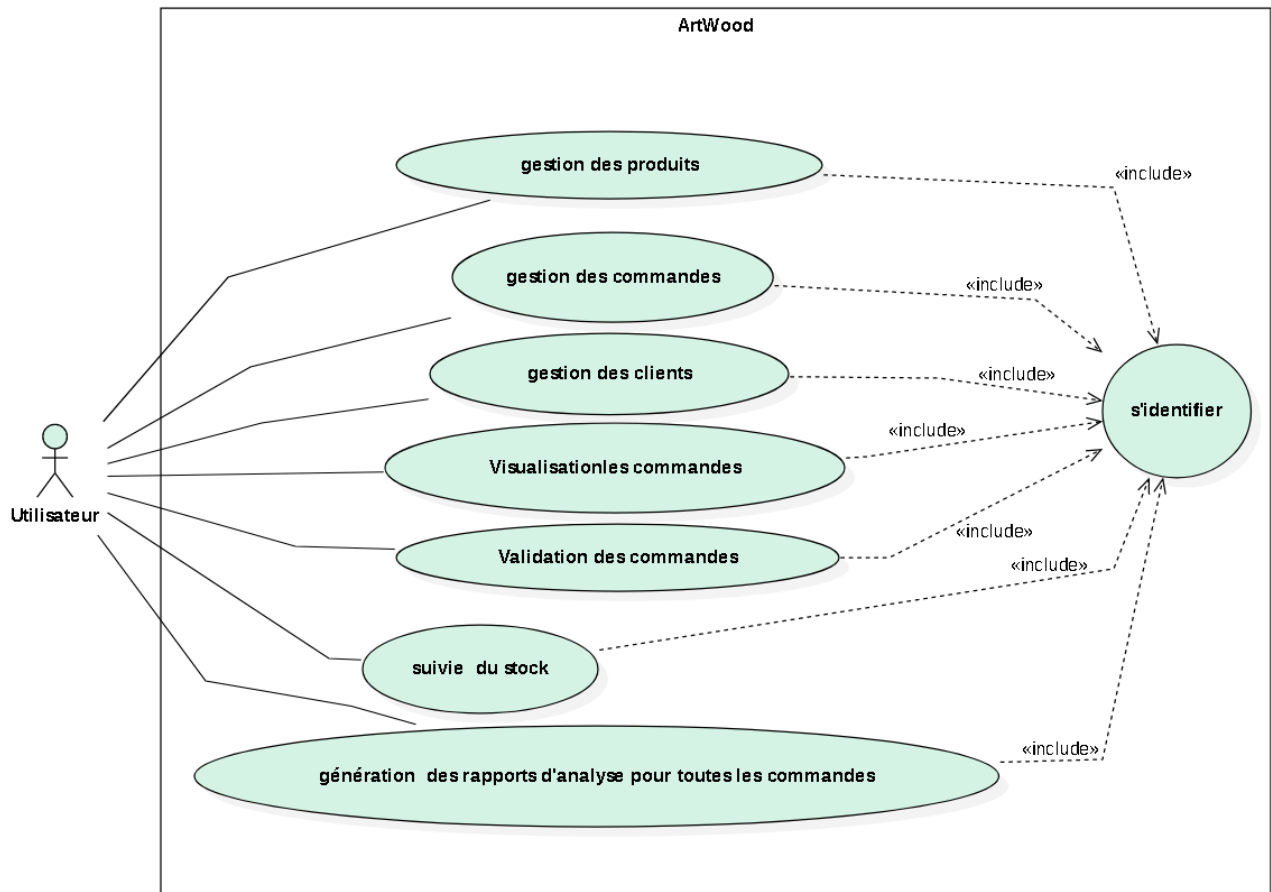 ArtWood
gestion des produits
«include»
gestion des commandes
«include»
gestion des clients
«include»
s'identifier
«include»
Visualisationles commandes
Utilisateur
Validation des commandes
«include»
«include»
suivie du stock
«include»
génération des rapports d'analyse pour toutes les commandes